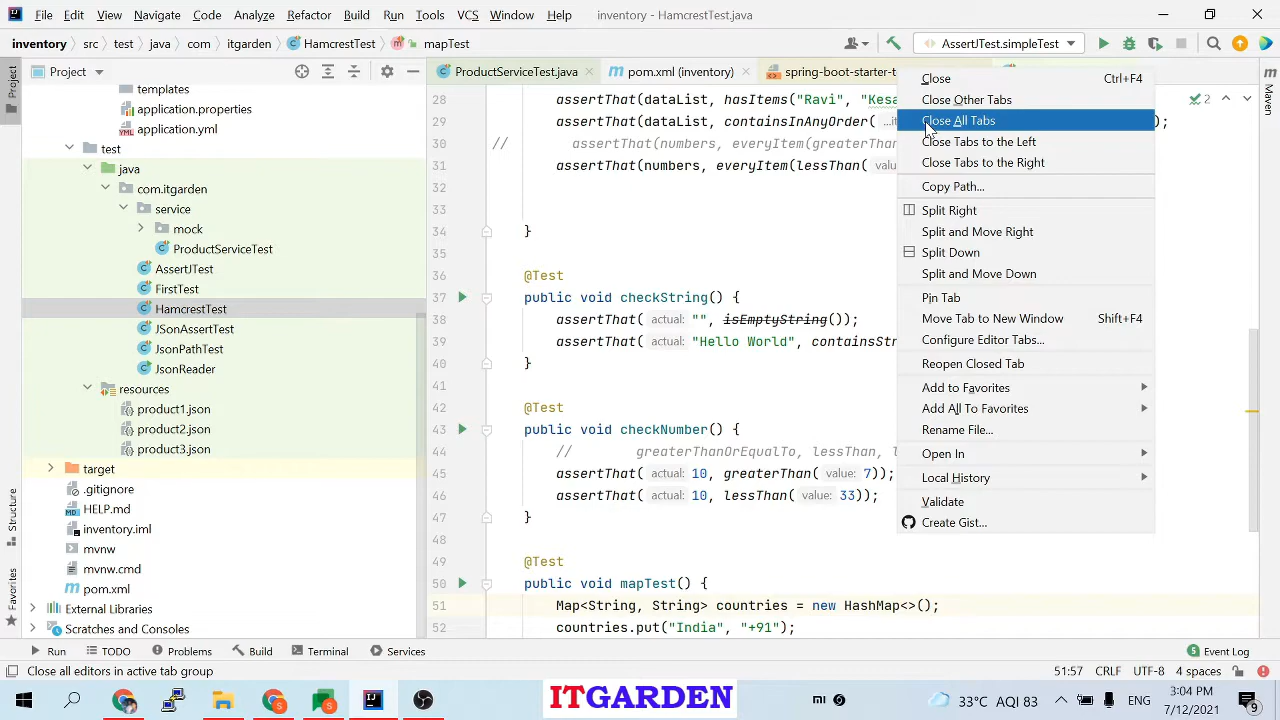 File Edit View Navigate Code Analyze Refactor Build Run Tools VCS Window Help inventory - HamcrestTest.java
inventory src test java com itgarden HamcrestTest mapTest AssertJTest.simpleTest
Project
ProductServiceTest.java pom.xml (inventory) spring-boot-starter-t
templates
application.properties
application.yml
test
java
com.itgarden
service
mock
ProductServiceTest
AssertJTest
FirstTest
HamcrestTest
JSonAssertTest
JsonPathTest
JsonReader
resources
product1.json
product2.json
product3.json
target
.gitignore
HELP.md
inventory.iml
mvnw
mvnw.cmd
pom.xml
External Libraries
Scratches and Consoles
Project
Structure
Favorites
28 assertThat(dataList, hasItems("Ravi", "Kesa
29 assertThat(dataList, containsInAnyOrder( ...it );
30 // assertThat(numbers, everyItem(greaterThan
31 assertThat(numbers, everyItem(lessThan( value
32
33
34 }
35
36 @Test
37 public void checkString() {
38 assertThat( actual: "", isEmptyString());
39 assertThat( actual: "Hello World", containsStr
40 }
41
42 @Test
43 public void checkNumber() {
44 // greaterThanOrEqualTo, lessThan, l
45 assertThat( actual: 10, greaterThan( value: 7));
46 assertThat( actual: 10, lessThan( value: 33));
47 }
48
49 @Test
50 public void mapTest() {
51 Map<String, String> countries = new HashMap<>();
52 countries.put("India", "+91");
2
Maven
Close Ctrl+F4
Close Other Tabs
Close All Tabs
Close Tabs to the Left
Close Tabs to the Right
Copy Path...
Split Right
Split and Move Right
Split Down
Split and Move Down
Pin Tab
Move Tab to New Window Shift+F4
Configure Editor Tabs...
Reopen Closed Tab
Add to Favorites
Add All To Favorites
Rename File...
Open In
Local History
Validate
Create Gist...
Run TODO Problems Build Terminal Services Event Log
Close all editors in active tab group 51:57 CRLF UTF-8 4 spaces
ITGARDEN
33°C AQI 83 ENG 3:04 PM
7/12/2021